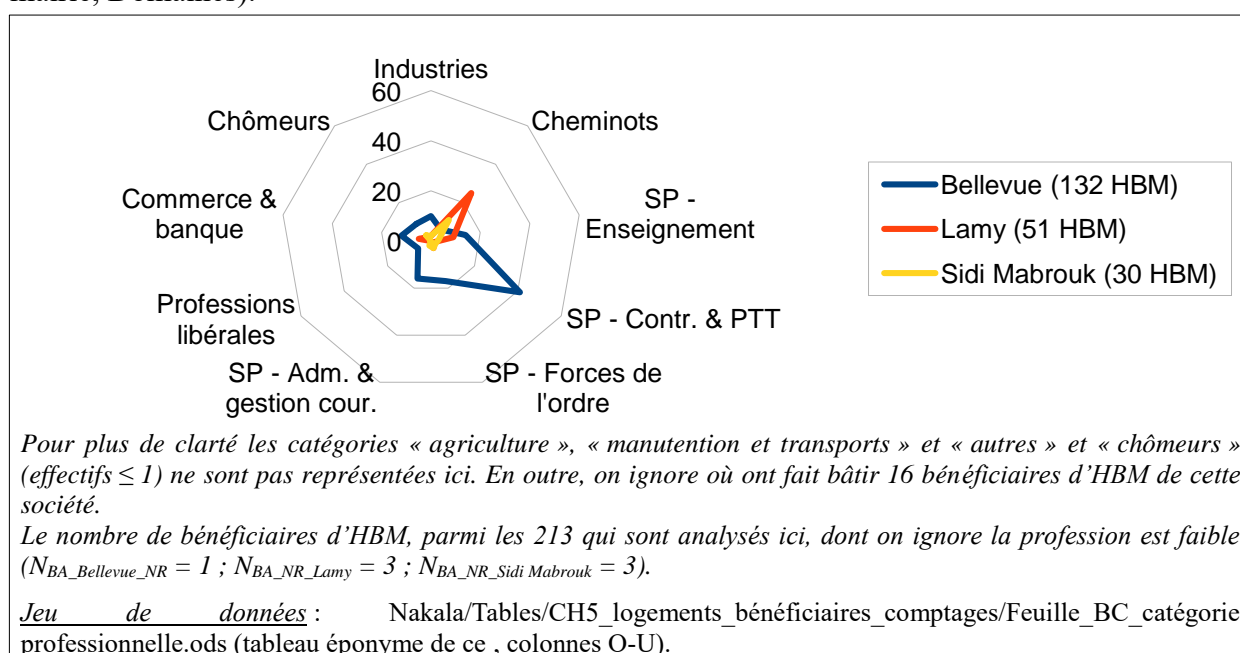 Industries
60
Chômeurs
Cheminots
40
20
Commerce &
banque
SP -
Enseignement
0
Bellevue (132 HBM)
Lamy (51 HBM)
Sidi Mabrouk (30 HBM)
Professions
libérales
SP - Contr. & PTT
SP - Adm. &
gestion cour.
SP - Forces de
l'ordre
Pour plus de clarté les catégories « agriculture », « manutention et transports » et « autres » et « chômeurs »
(effectifs ≤ 1) ne sont pas représentées ici. En outre, on ignore où ont fait bâtir 16 bénéficiaires d’HBM de cette
société.
Le nombre de bénéficiaires d’HBM, parmi les 213 qui sont analysés ici, dont on ignore la profession est faible
(NBA_Bellevue_NR = 1 ; NBA_NR_Lamy = 3 ; NBA_NR_Sidi Mabrouk = 3).
Jeu de données : Nakala/Tables/CH5_logements_bénéficiaires_comptages/Feuille_BC_catégorie
professionnelle.ods (tableau éponyme de ce , colonnes O-U).